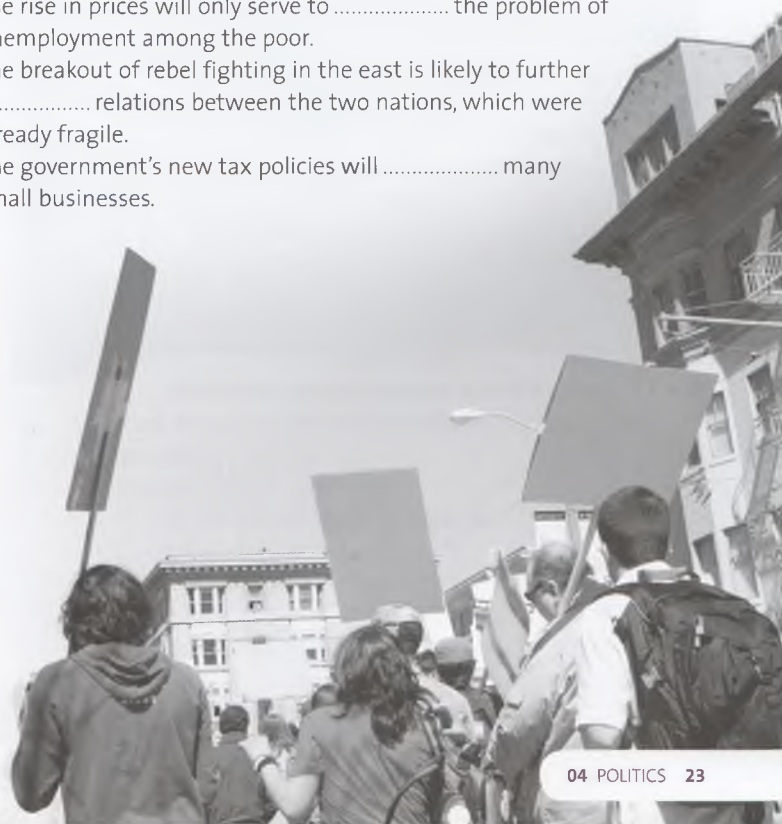 e rise in prices will only serve to .................... the problem of
nemployment among the poor.
e breakout of rebel fighting in the east is likely to further
.................. relations between the two nations, which were
ready fragile.
e government's new tax policies will .................... many
nall businesses.
04 POLITICS 23